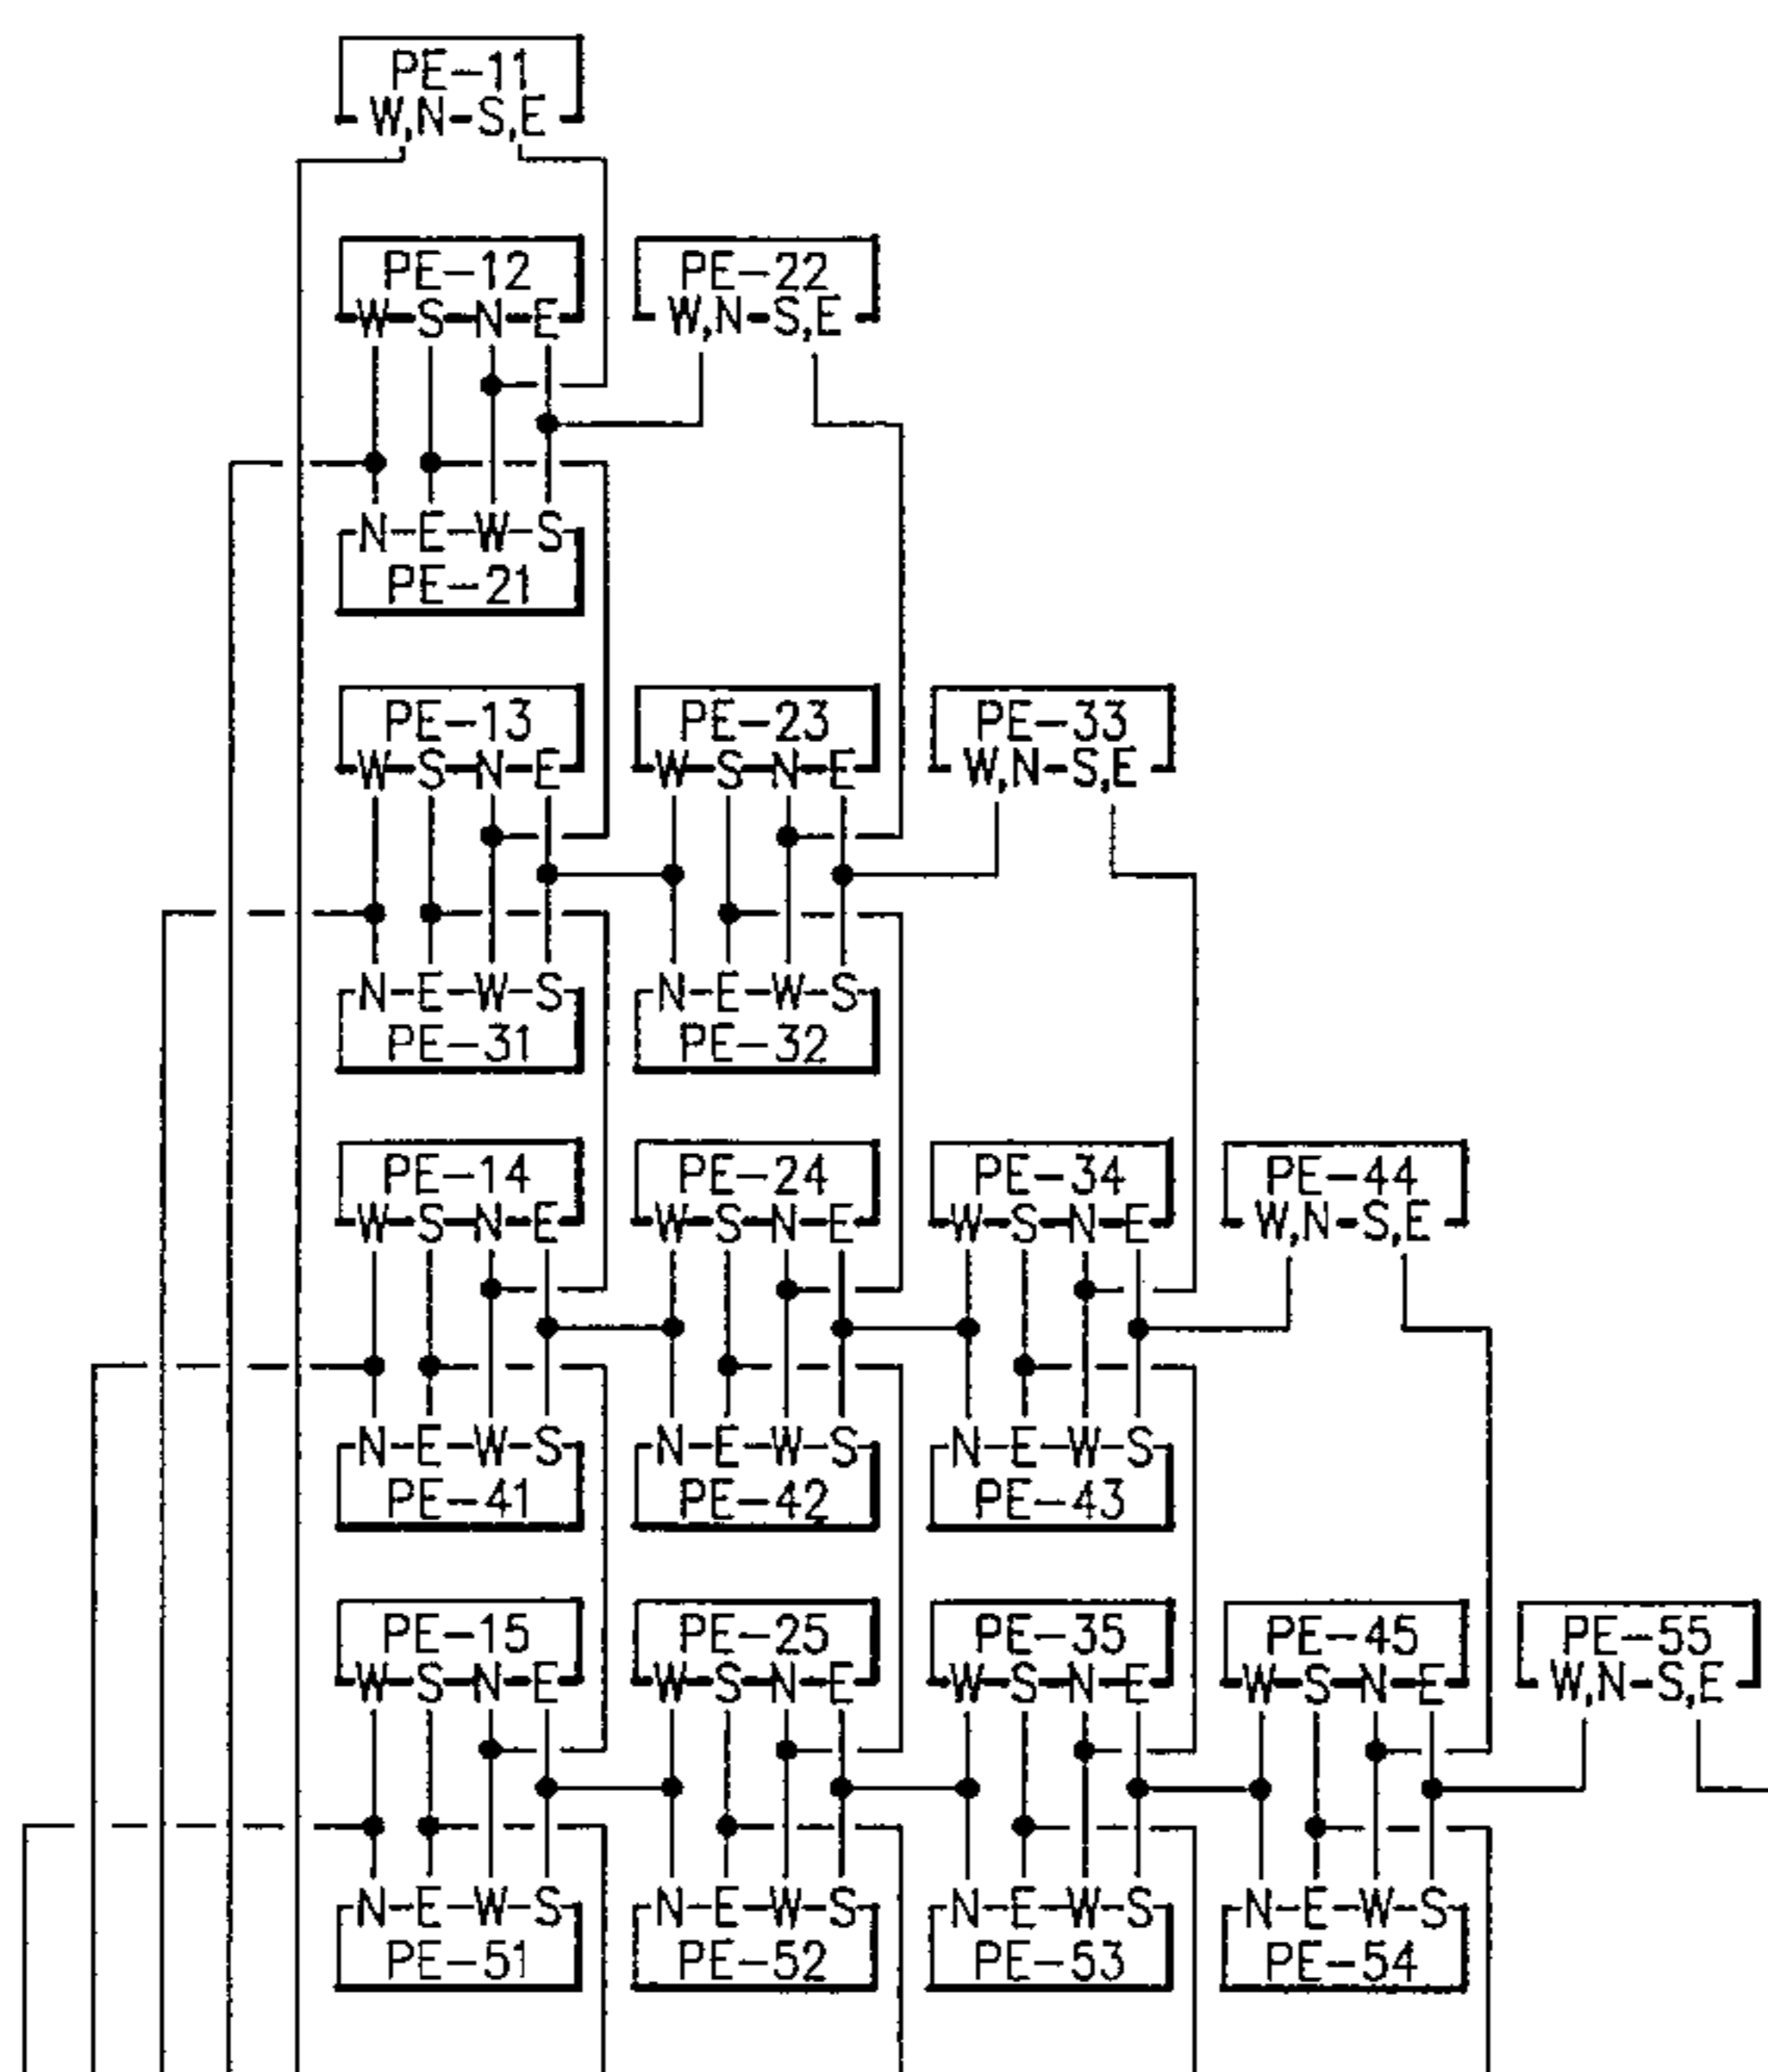 PE-11
W,N-S,E
PE-12 PE-22
W S N E W,N-S,E
N-E-W-S
PE-21
PE-13 PE-23 PE-33
W S N E W S N E W,N-S,E
N-E-W-S N-E-W-S
PE-31 PE-32
PE-14 PE-24 PE-34 PE-44
W S N E W S N E W S N E W,N-S,E
N-E-W-S N-E-W-S N-E-W-S
PE-41 PE-42 PE-43
PE-15 PE-25 PE-35 PE-45 PE-55
W S N E W S N E W S N E W S N E W,N-S,E
N-E-W-S N-E-W-S N-E-W-S N-E-W-S
PE-51 PE-52 PE-53 PE-54